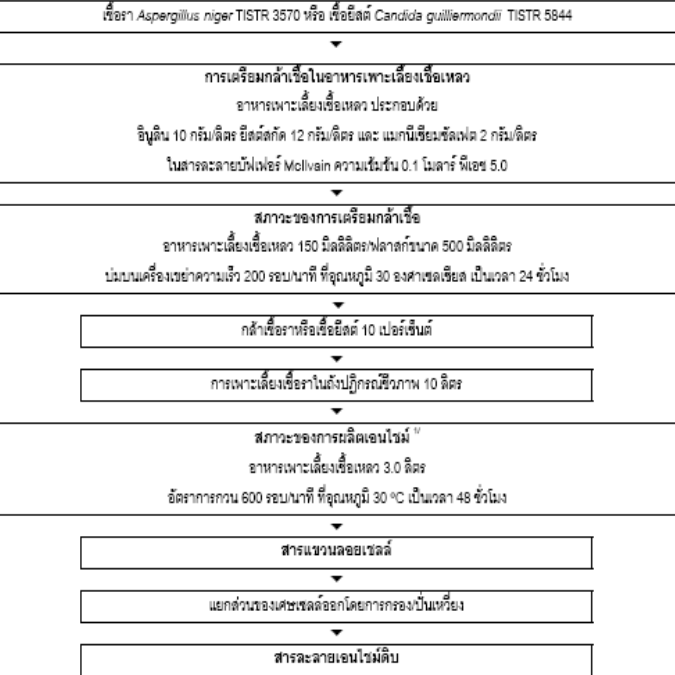 เชื้อรา Aspergillus niger TISTR 3570 หรือ เชื้อยีสต์ Candida guilliermondii TISTR 5844
การเตรียมกล้าเชื้อในอาหารเพาะเลี้ยงเชื้อเหลว
อาหารเพาะเลี้ยงเชื้อเหลว ประกอบด้วย
อินูลิน 10 กรัม/ลิตร ยีสต์สกัด 12 กรัม/ลิตร และ แมกนีเซียมซัลเฟต 2 กรัม/ลิตร
ในสารละลายบัฟเฟอร์ McIlvain ความเข้มข้น 0.1 โมลาร์ พีเอช 5.0
สภาวะของการเตรียมกล้าเชื้อ
อาหารเพาะเลี้ยงเชื้อเหลว 150 มิลลิลิตร/ฟลาสก์ขนาด 500 มิลลิลิตร
บ่มบนเครื่องเขย่าความเร็ว 200 รอบ/นาที ที่อุณหภูมิ 30 องศาเซลเซียส เป็นเวลา 24 ชั่วโมง
กล้าเชื้อราหรือเชื้อยีสต์ 10 เปอร์เซ็นต์
การเพาะเลี้ยงเชื้อราในถังปฏิกรณ์ชีวภาพ 10 ลิตร
สภาวะของการผลิตเอนไซม์ 1/
อาหารเพาะเลี้ยงเชื้อเหลว 3.0 ลิตร
อัตราการกวน 600 รอบ/นาที ที่อุณหภูมิ 30 ºC เป็นเวลา 48 ชั่วโมง
สารแขวนลอยเซลล์
แยกส่วนของเศษเซลล์ออกโดยการกรอง/ปั่นเหวี่ยง
สารละลายเอนไซม์ดิบ